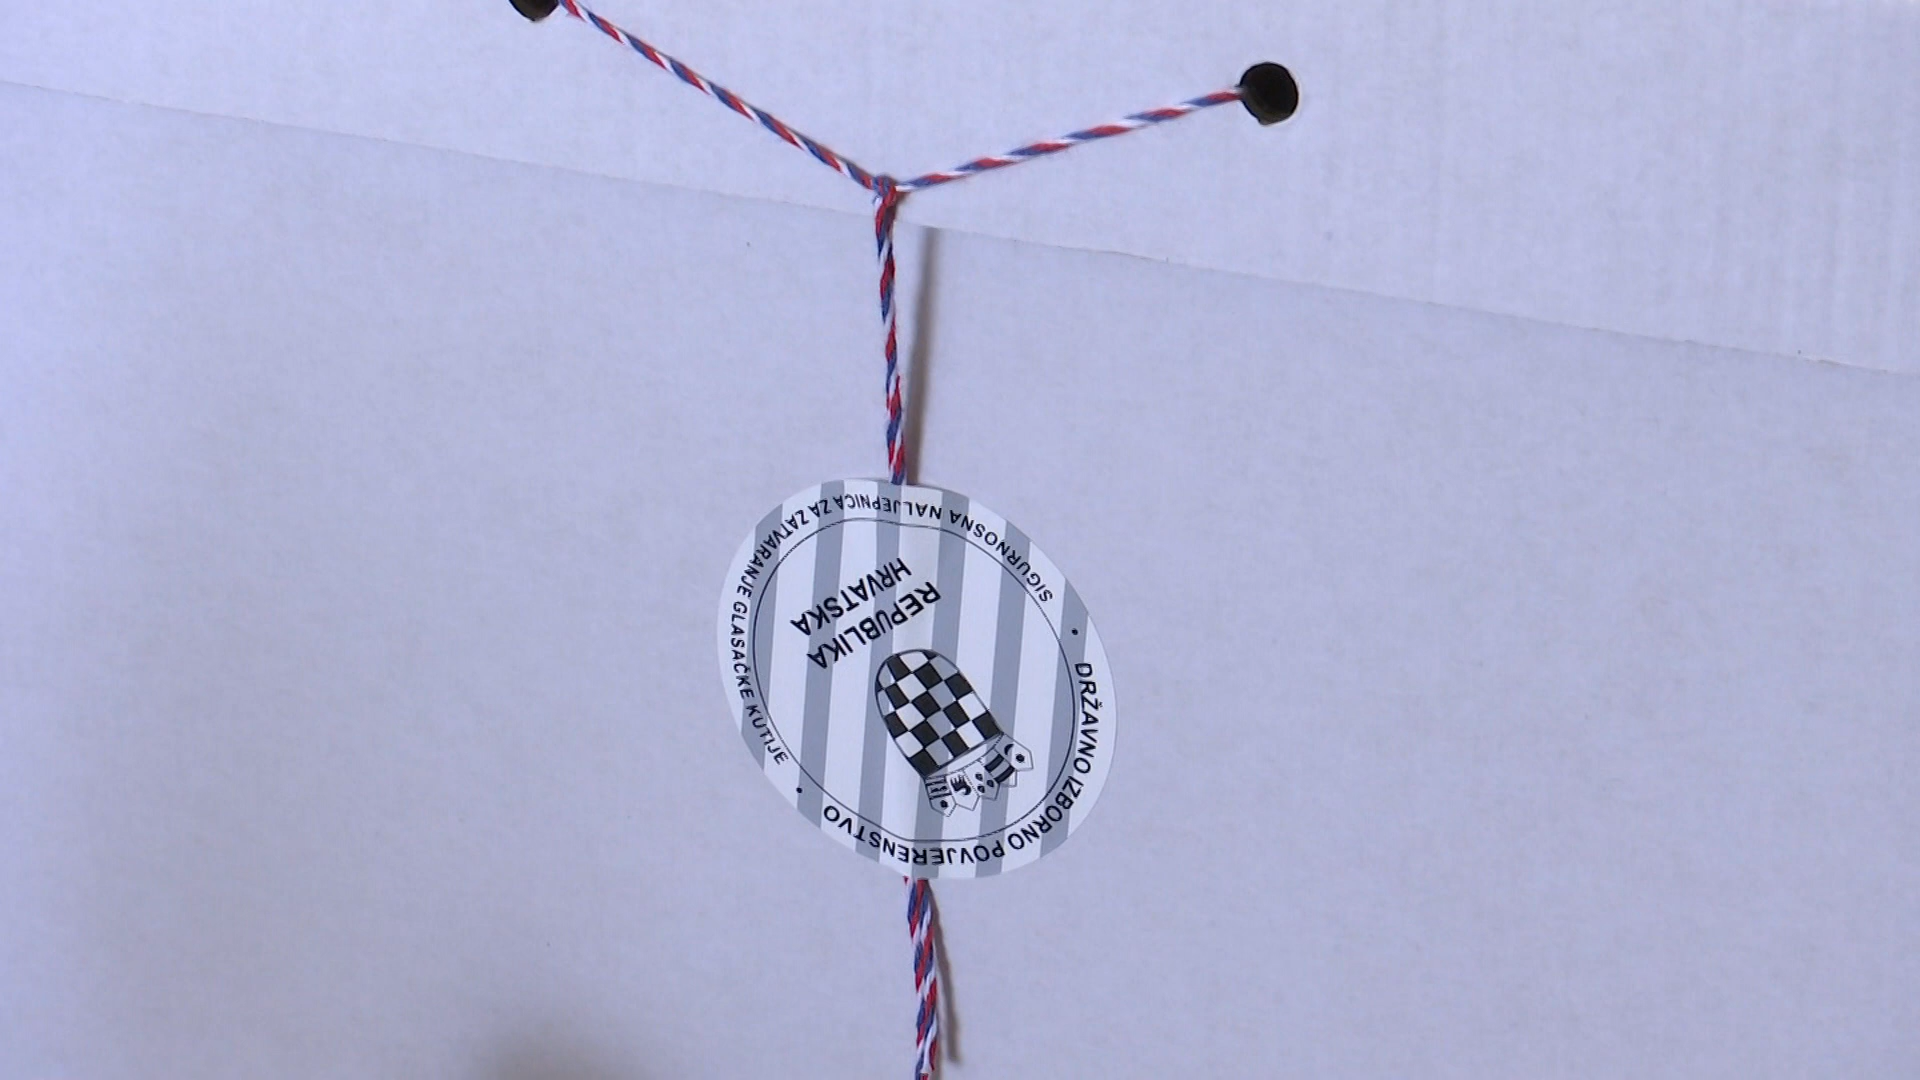 DRŽAVNO IZBORNO POVJERENSTVO
REPUBLIKA
HRVATSKA
SIGURNOSNA NALJEPNICA ZA ZATVARANJE GLASAČKE KUTIJE